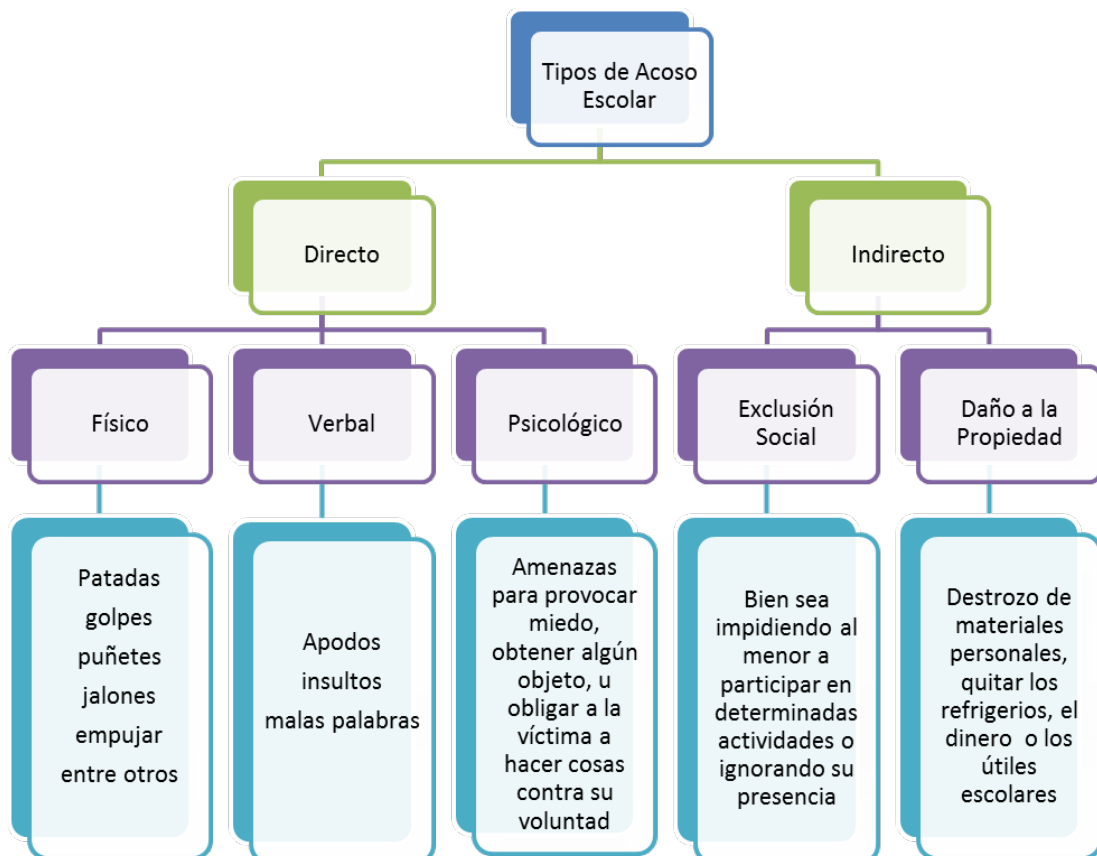 Tipos de Acoso
Escolar
Directo
Indirecto
Físico
Verbal
Psicológico
Exclusión
Social
Daño a la
Propiedad
Patadas
golpes
puñetes
jalones
empujar
entre otros
Apodos
insultos
malas palabras
Amenazas
para provocar
miedo,
obtener algún
objeto, u
obligar a la
víctima a
hacer cosas
contra su
voluntad
Bien sea
impidiendo al
menor a
participar en
determinadas
actividades o
ignorando su
presencia
Destrozo de
materiales
personales,
quitar los
refrigerios, el
dinero o los
útiles
escolares